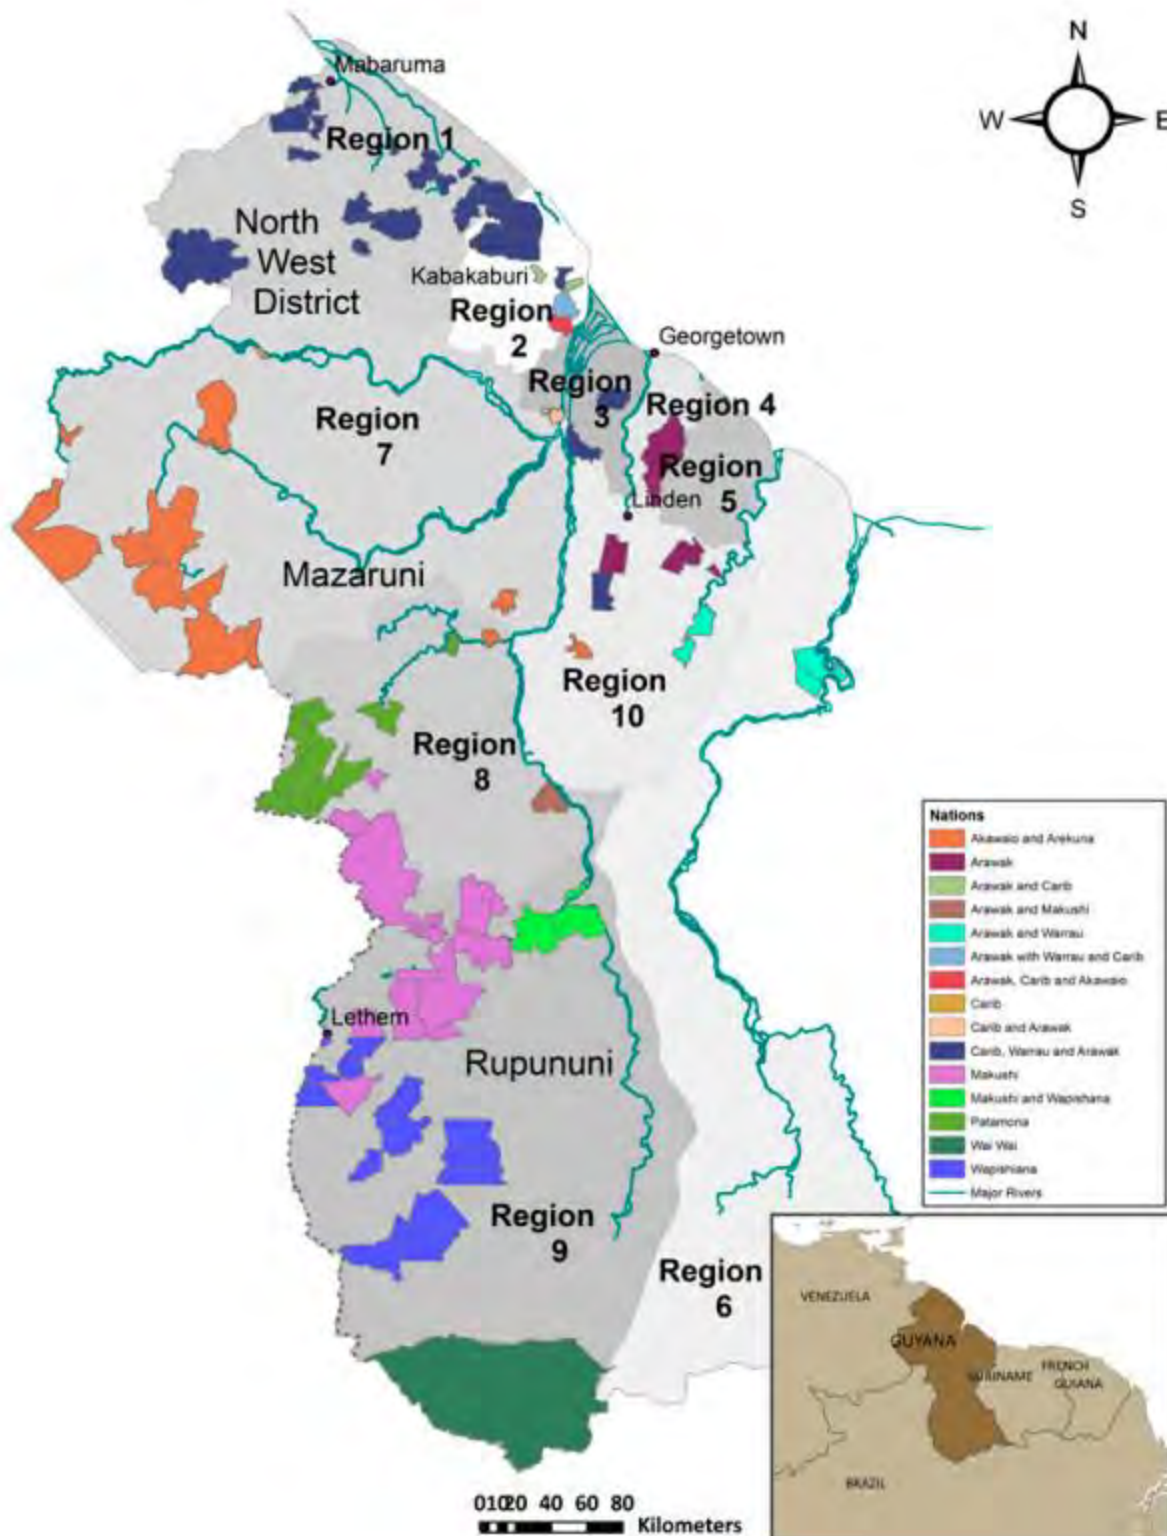 N
W
E
S
Mabaruma
Region 1
North
West
District
Kabakaburi
Region
2
Georgetown
Region
3
Region 4
Region
7
Region
5
Linden
Mazaruni
Region
10
Region
8
Lethem
Rupununi
Region
9
Region
6
Nations
Akawaio and Arekuna
Arawak
Arawak and Carib
Arawak and Makushi
Arawak and Warrau
Arawak with Warrau and Carib
Arawak, Carib and Akawaio
Carib
Carib and Arawak
Carib, Warrau and Arawak
Makushi
Makushi and Wapishana
Patamona
Wai Wai
Wapishiana
Major Rivers
VENEZUELA
GUYANA
SURINAME
FRENCH
GUIANA
BRAZIL
01020 40 60 80
Kilometers